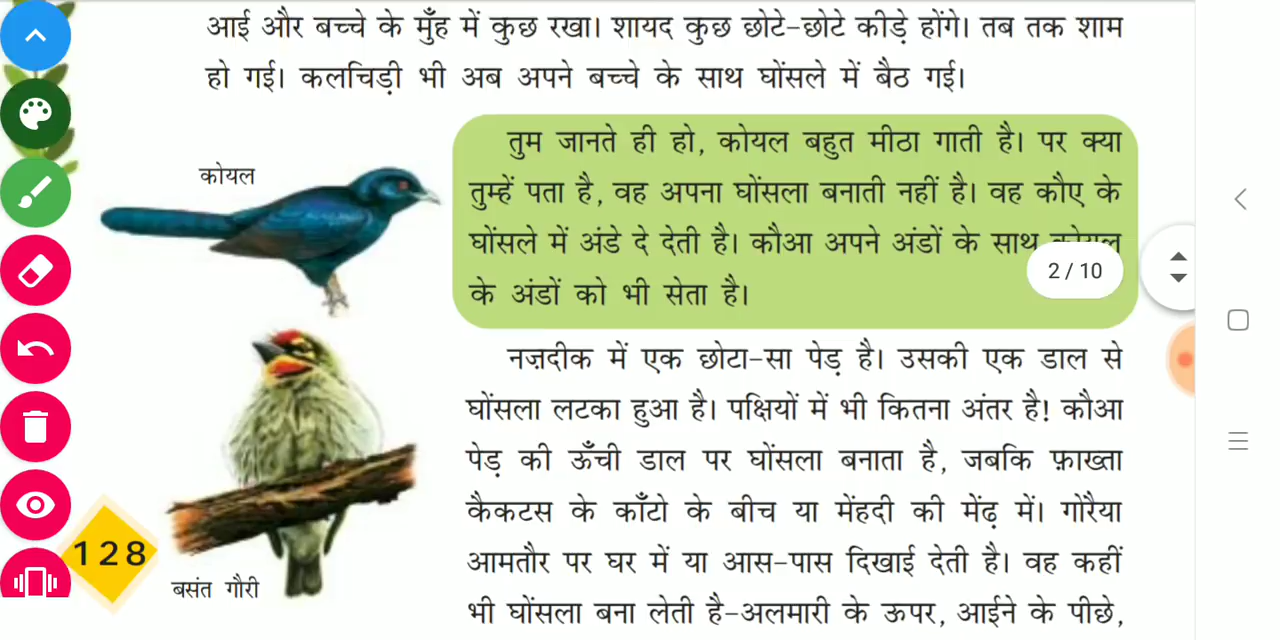 आई और बच्चे के मुँह में कुछ रखा। शायद कुछ छोटे-छोटे कीड़े होंगे। तब तक शाम
हो गई। कलचिड़ी भी अब अपने बच्चे के साथ घोंसले में बैठ गई।
कोयल
तुम जानते ही हो, कोयल बहुत मीठा गाती है। पर क्या
तुम्हें पता है, वह अपना घोंसला बनाती नहीं है। वह कौए के
घोंसले में अंडे दे देती है। कौआ अपने अंडों के साथ कोयल
के अंडों को भी सेता है।
2 / 10
नज़दीक में एक छोटा-सा पेड़ है। उसकी एक डाल से
घोंसला लटका हुआ है। पक्षियों में भी कितना अंतर है! कौआ
पेड़ की ऊँची डाल पर घोंसला बनाता है, जबकि फ़ाख्ता
कैकटस के काँटो के बीच या मेंहदी की मेंढ़ में। गोरैया
आमतौर पर घर में या आस-पास दिखाई देती है। वह कहीं
भी घोंसला बना लेती है-अलमारी के ऊपर, आईने के पीछे,
128
बसंत गौरी